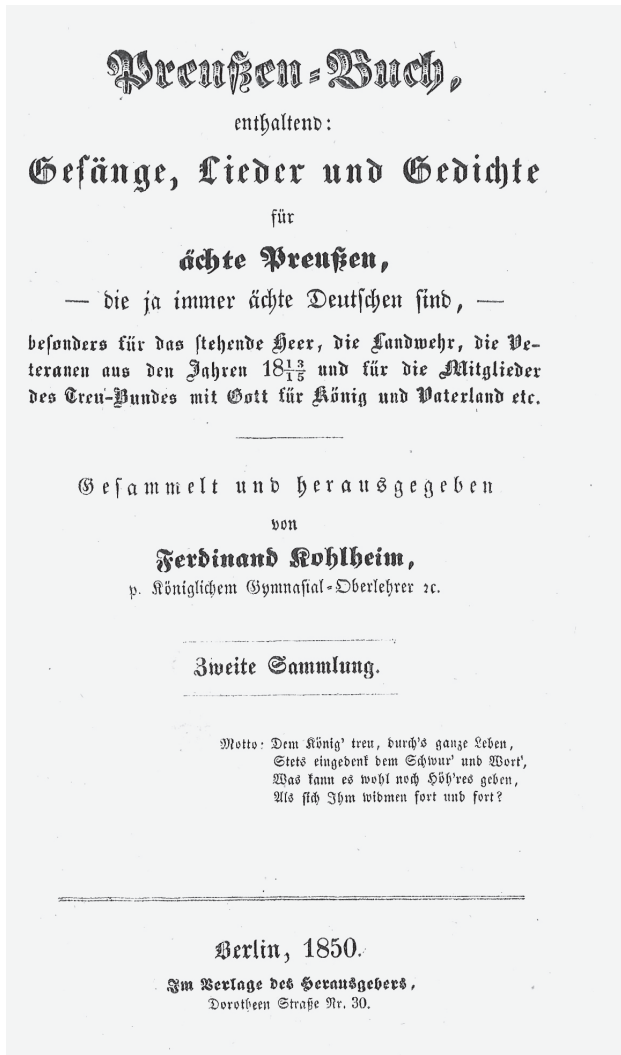 Preußen-Buch,
enthaltend:
Gesänge, Lieder und Gedichte
für
ächte Preußen,
— die ja immer ächte Deutschen sind, —
besonders für das stehende Heer, die Landwehr, die Ve-
teranen aus den Jahren 18 13/15 und für die Mitglieder
des Treu-Bundes mit Gott für König und Vaterland etc.
Gesammelt und herausgegeben
von
Ferdinand Kohlheim,
p. Königlichem Gymnasial-Oberlehrer ꝛc.
Zweite Sammlung.
Motto: Dem König' treu, durch's ganze Leben,
Stets eingedenk dem Schwur' und Wort',
Was kann es wohl noch Höh'res geben,
Als sich Ihm widmen fort und fort?
Berlin, 1850.
Im Verlage des Herausgebers,
Dorotheen Straße Nr. 30.